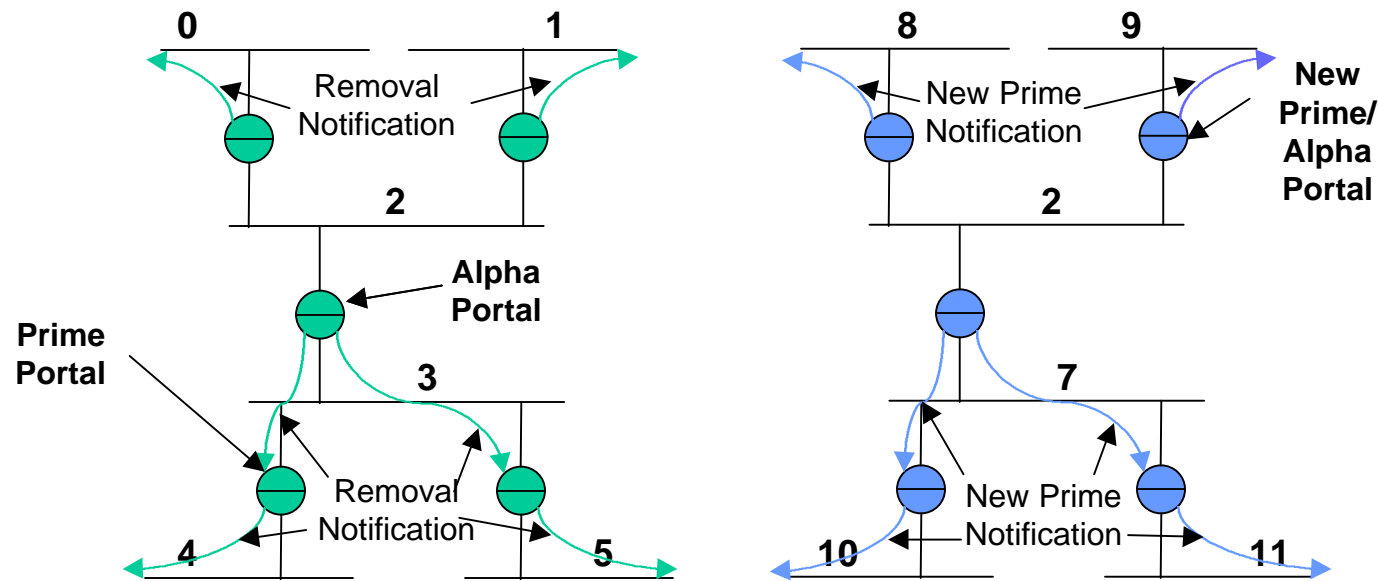 0
1
Removal
Notification
2
Alpha
Portal
Prime
Portal
3
Removal
Notification
4
5
8
9
New Prime
Notification
New
Prime/
Alpha
Portal
2
7
New Prime
Notification
10
11